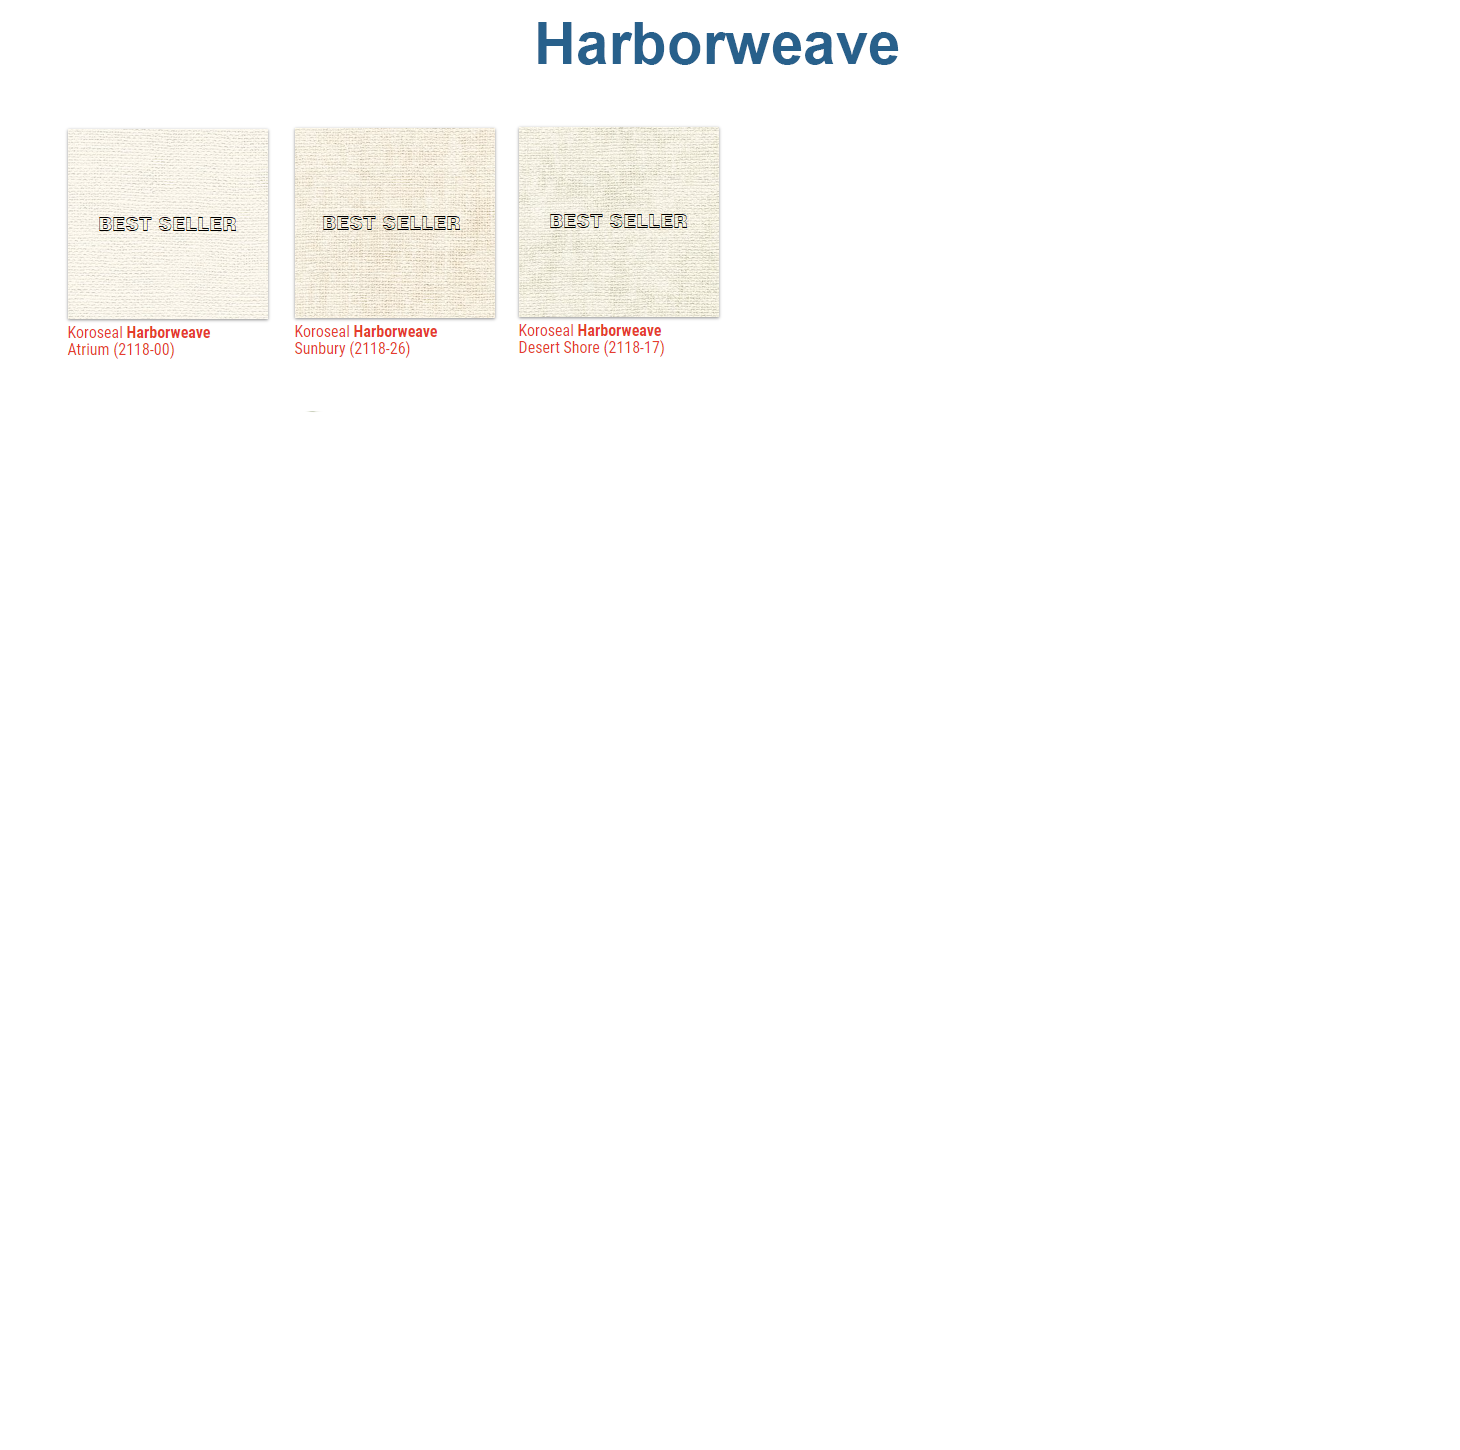 Harborweave
BEST SELLER
BEST SELLER
BEST SELLER
Koroseal Harborweave
Atrium (2118-00)
Koroseal Harborweave
Sunbury (2118-26)
Koroseal Harborweave
Desert Shore (2118-17)